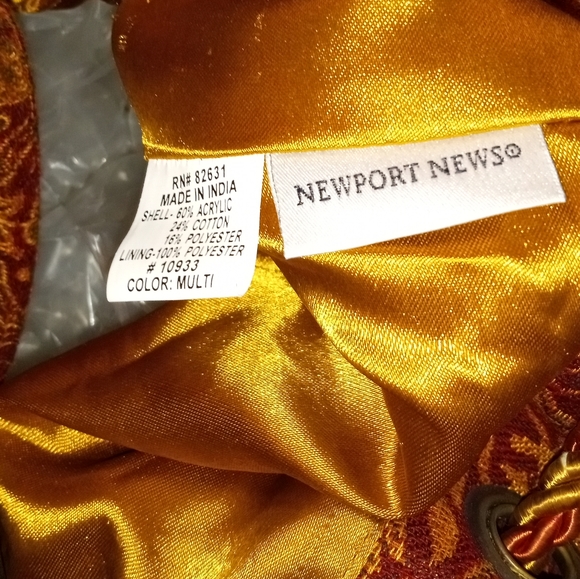 RN# 82631
MADE IN INDIA
SHELL- 60% ACRYLIC
24% COTTON
16% POLYESTER
LINING-100% POLYESTER
# 10933
COLOR: MULTI
NEWPORT NEWS